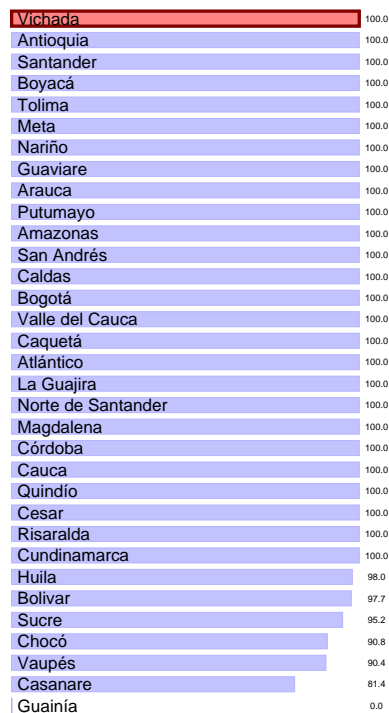 Vichada 100.0
Antioquia 100.0
Santander 100.0
Boyacá 100.0
Tolima 100.0
Meta 100.0
Nariño 100.0
Guaviare 100.0
Arauca 100.0
Putumayo 100.0
Amazonas 100.0
San Andrés 100.0
Caldas 100.0
Bogotá 100.0
Valle del Cauca 100.0
Caquetá 100.0
Atlántico 100.0
La Guajira 100.0
Norte de Santander 100.0
Magdalena 100.0
Córdoba 100.0
Cauca 100.0
Quindío 100.0
Cesar 100.0
Risaralda 100.0
Cundinamarca 100.0
Huila 98.0
Bolivar 97.7
Sucre 95.2
Chocó 90.8
Vaupés 90.4
Casanare 81.4
Guainía 0.0